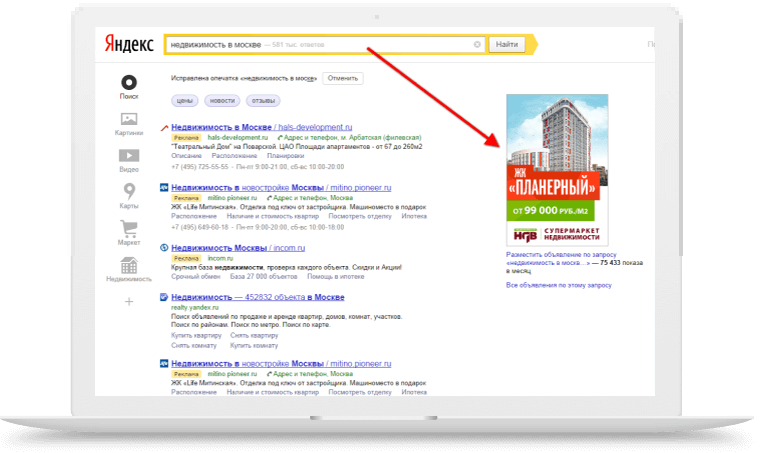 Яндекс
недвижимость в москве — 581 тыс. ответов
Найти
Исправлена опечатка «недвижимость в моске»
Отменить
цены
новости
отзывы
Поиск
Картинки
Видео
Карты
Маркет
Недвижимость
Недвижимость в Москве / hals-development.ru
Реклама hals-development.ru Адрес и телефон, м. Арбатская (филевская)
"Театральный Дом" на Поварской. ЦАО Площади апартаментов - от 67 до 260м2
Описание Расположение Планировки
+7 (495) 725-55-55 - Пн-пт 9:00-21:00, сб-вс 10:00-20:00
Недвижимость в новостройке Москвы / mitino.pioneer.ru
Реклама mitino.pioneer.ru Адрес и телефон, Москва
ЖК «Life Митинская». Отделка под ключ от застройщика. Машиноместо в подарок
Расположение Наличие и стоимость квартир Посмотреть отделку Ипотека
+7 (495) 649-60-18 - Пн-пт 9:00-20:00, сб-вс 10:00-18:00
Недвижимость Москвы / incom.ru
Реклама incom.ru
Крупная база недвижимости, проверка каждого объекта. Скидки и Акции!
Срочный обмен База 27 000 объектов Помощь в ипотеке
Недвижимость — 452832 объекта в Москве
realty.yandex.ru
Поиск объявлений по продаже и аренде квартир, домов, комнат, участков.
Поиск по районам. Поиск по метро. Поиск по карте.
Купить квартиру Снять квартиру
Снять комнату Купить комнату
Недвижимость в новостройке Москвы / mitino.pioneer.ru
Реклама mitino.pioneer.ru Адрес и телефон, Москва
ЖК «Life Митинская». Отделка под ключ от застройщика. Машиноместо в подарок
Расположение Наличие и стоимость квартир Посмотреть отделку Ипотека
ЖК
«ПЛАНЕРНЫЙ»
ОТ 99 000 РУБ./М2
СУПЕРМАРКЕТ
НЕДВИЖИМОСТИ
Разместить объявление по запросу
«недвижимость в москв...» — 75 433 показа
в месяц
Все объявления по этому запросу